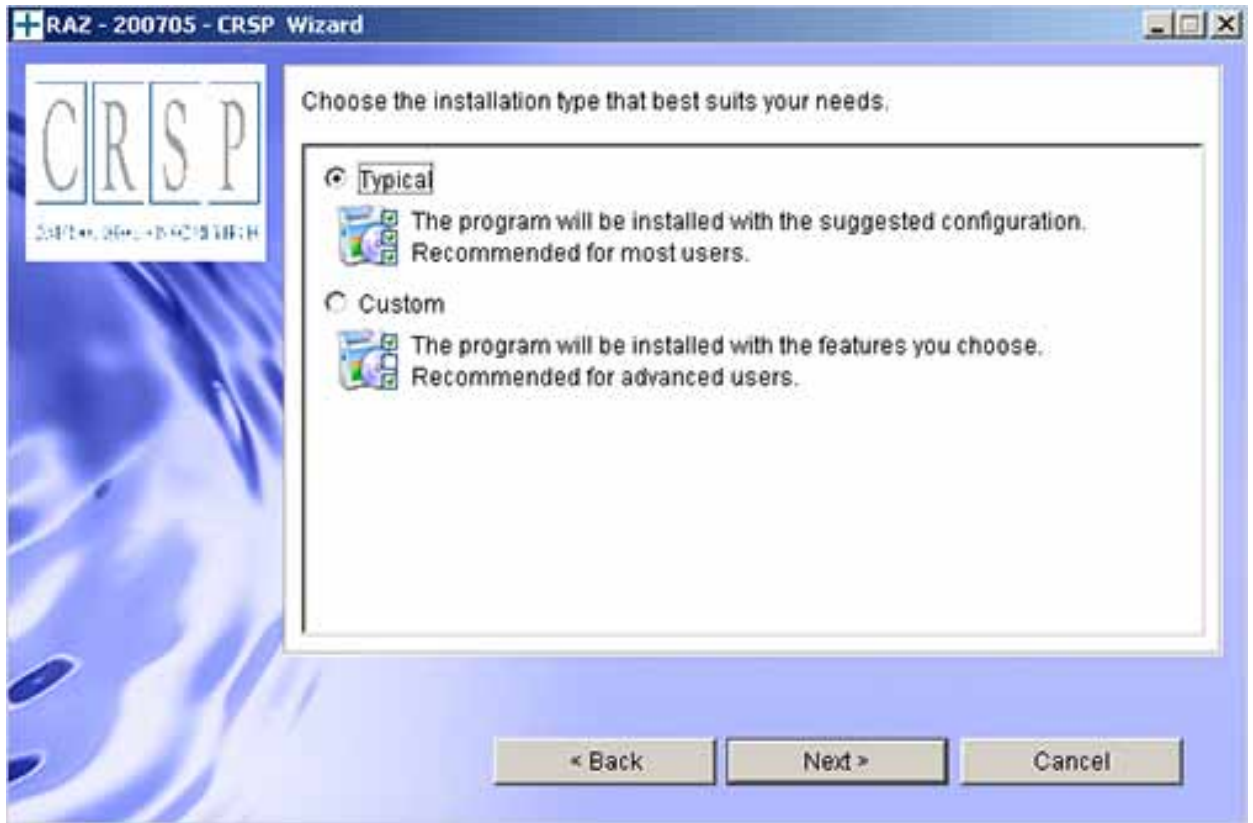 RAZ - 200705 - CRSP Wizard
CRSP
Choose the installation type that best suits your needs.
Typical
The program will be installed with the suggested configuration.
Recommended for most users.
Custom
The program will be installed with the features you choose.
Recommended for advanced users.
< Back
Next >
Cancel